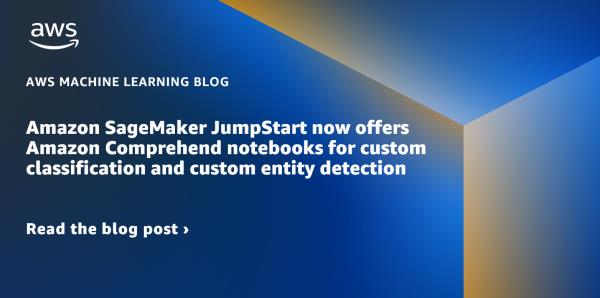 aws
AWS MACHINE LEARNING BLOG
Amazon SageMaker JumpStart now offers
Amazon Comprehend notebooks for custom
classification and custom entity detection
Read the blog post ›